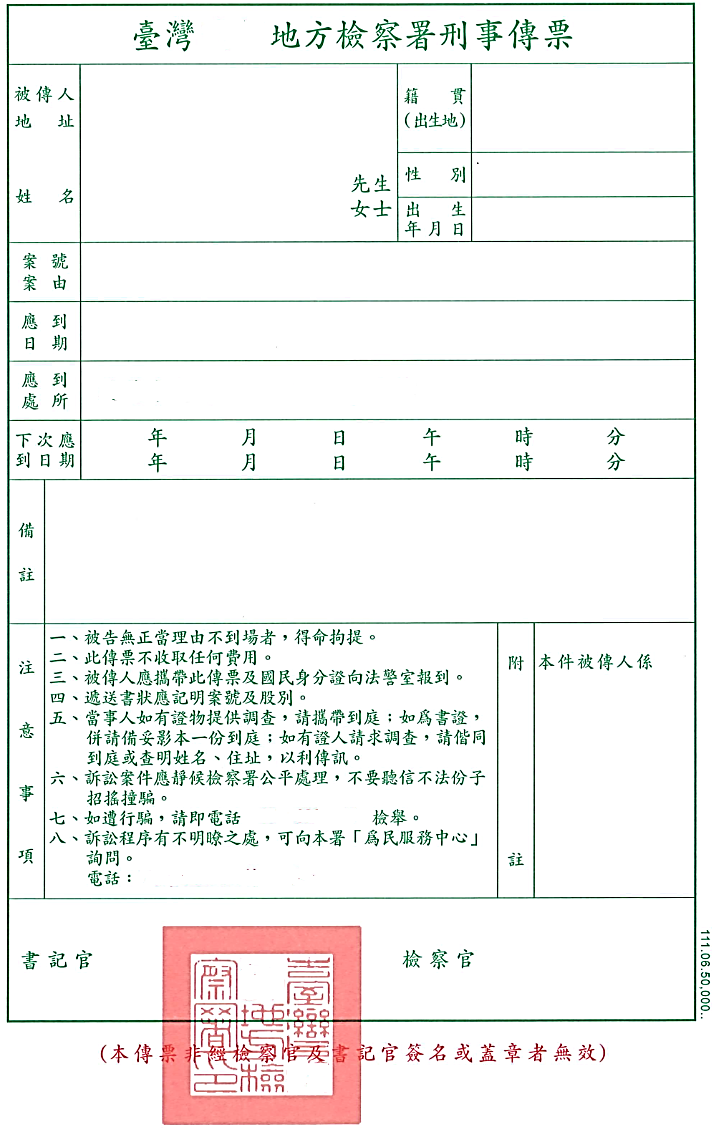 臺灣 地方檢察署刑事傳票
被傳人
地址
姓名
先生
女士
籍貫
(出生地)
性別
出生
年月日
案號
案由
應到
日期
應到
處所
下次應
到日期
年 月 日 午 時 分
年 月 日 午 時 分
備註
注意事項
一、被告無正當理由不到場者，得命拘提。
二、此傳票不收取任何費用。
三、被傳人應攜帶此傳票及國民身分證向法警室報到。
四、遞送書狀應記明案號及股別。
五、當事人如有證物提供調查，請攜帶到庭；如為書證，
併請備妥影本一份到庭；如有證人請求調查，請偕同
到庭或查明姓名、住址，以利傳訊。
六、訴訟案件應靜候檢察署公平處理，不要聽信不法份子
招搖撞騙。
七、如遭行騙，請即電話 檢舉。
八、訴訟程序有不明瞭之處，可向本署「為民服務中心」
詢問。
電話：
附註
本件被傳人係
書記官
檢察官
臺灣
地方檢
察署印
(本傳票非經檢察官及書記官簽名或蓋章者無效)
111.06.50,000..